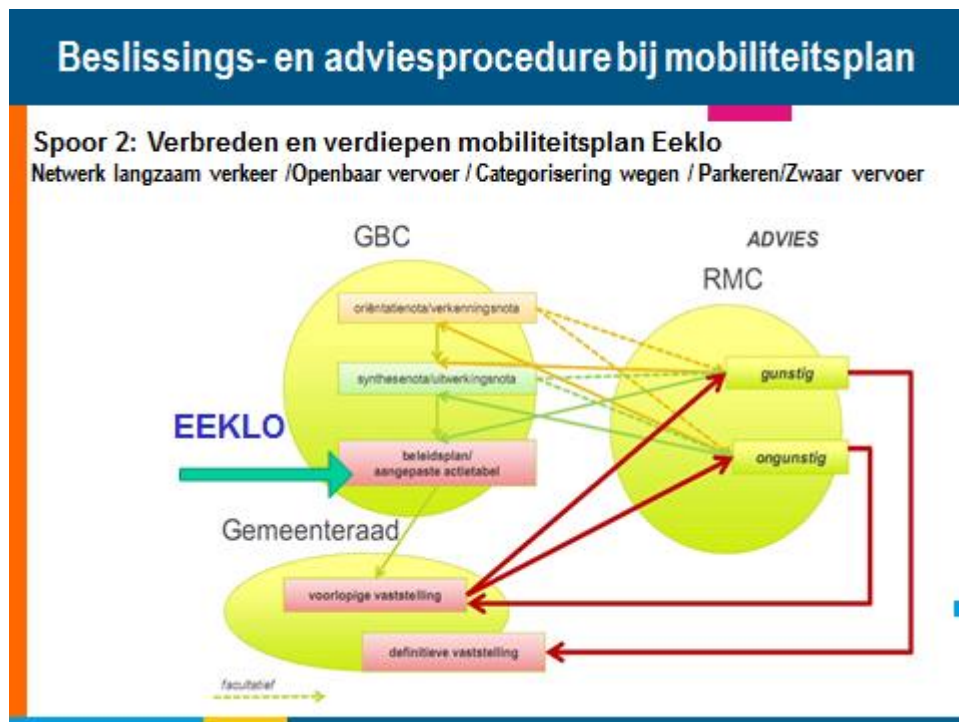 Beslissings- en adviesprocedure bij mobiliteitsplan
Spoor 2: Verbreden en verdiepen mobiliteitsplan Eeklo
Netwerk langzaam verkeer /Openbaar vervoer / Categorisering wegen / Parkeren/Zwaar vervoer
GBC
ADVIES
RMC
oriëntatienota/verkenningsnota
synthesenota/uitwerkingsnota
gunstig
EEKLO
beleidsplan/
aangepaste actietabel
ongunstig
Gemeenteraad
voorlopige vaststelling
definitieve vaststelling
facultatief